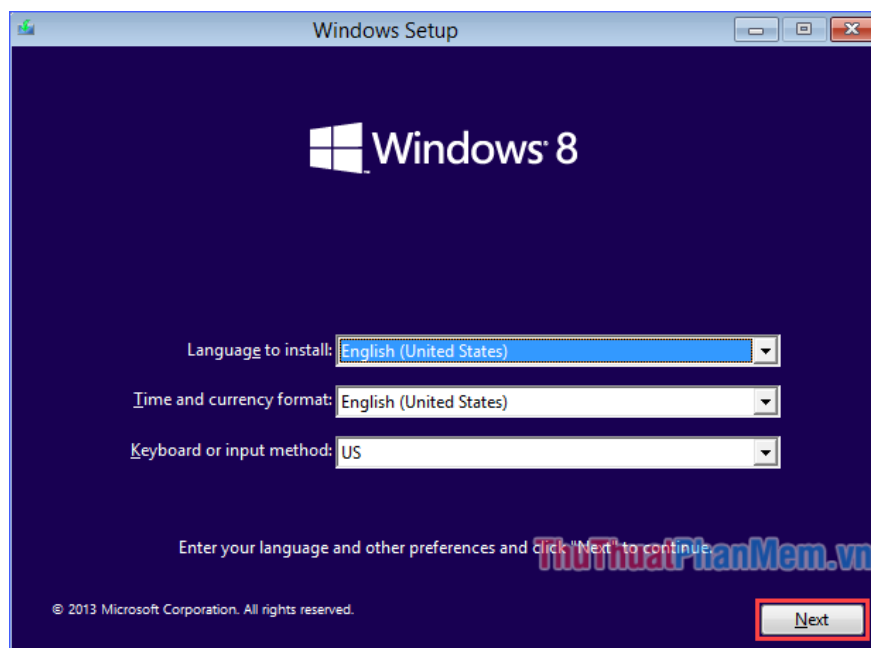 Windows Setup
Windows 8
Language to install: English (United States)
Time and currency format: English (United States)
Keyboard or input method: US
Enter your language and other preferences and click "Next" to continue.
ThuThuatPhanMem.vn
© 2013 Microsoft Corporation. All rights reserved.
Next